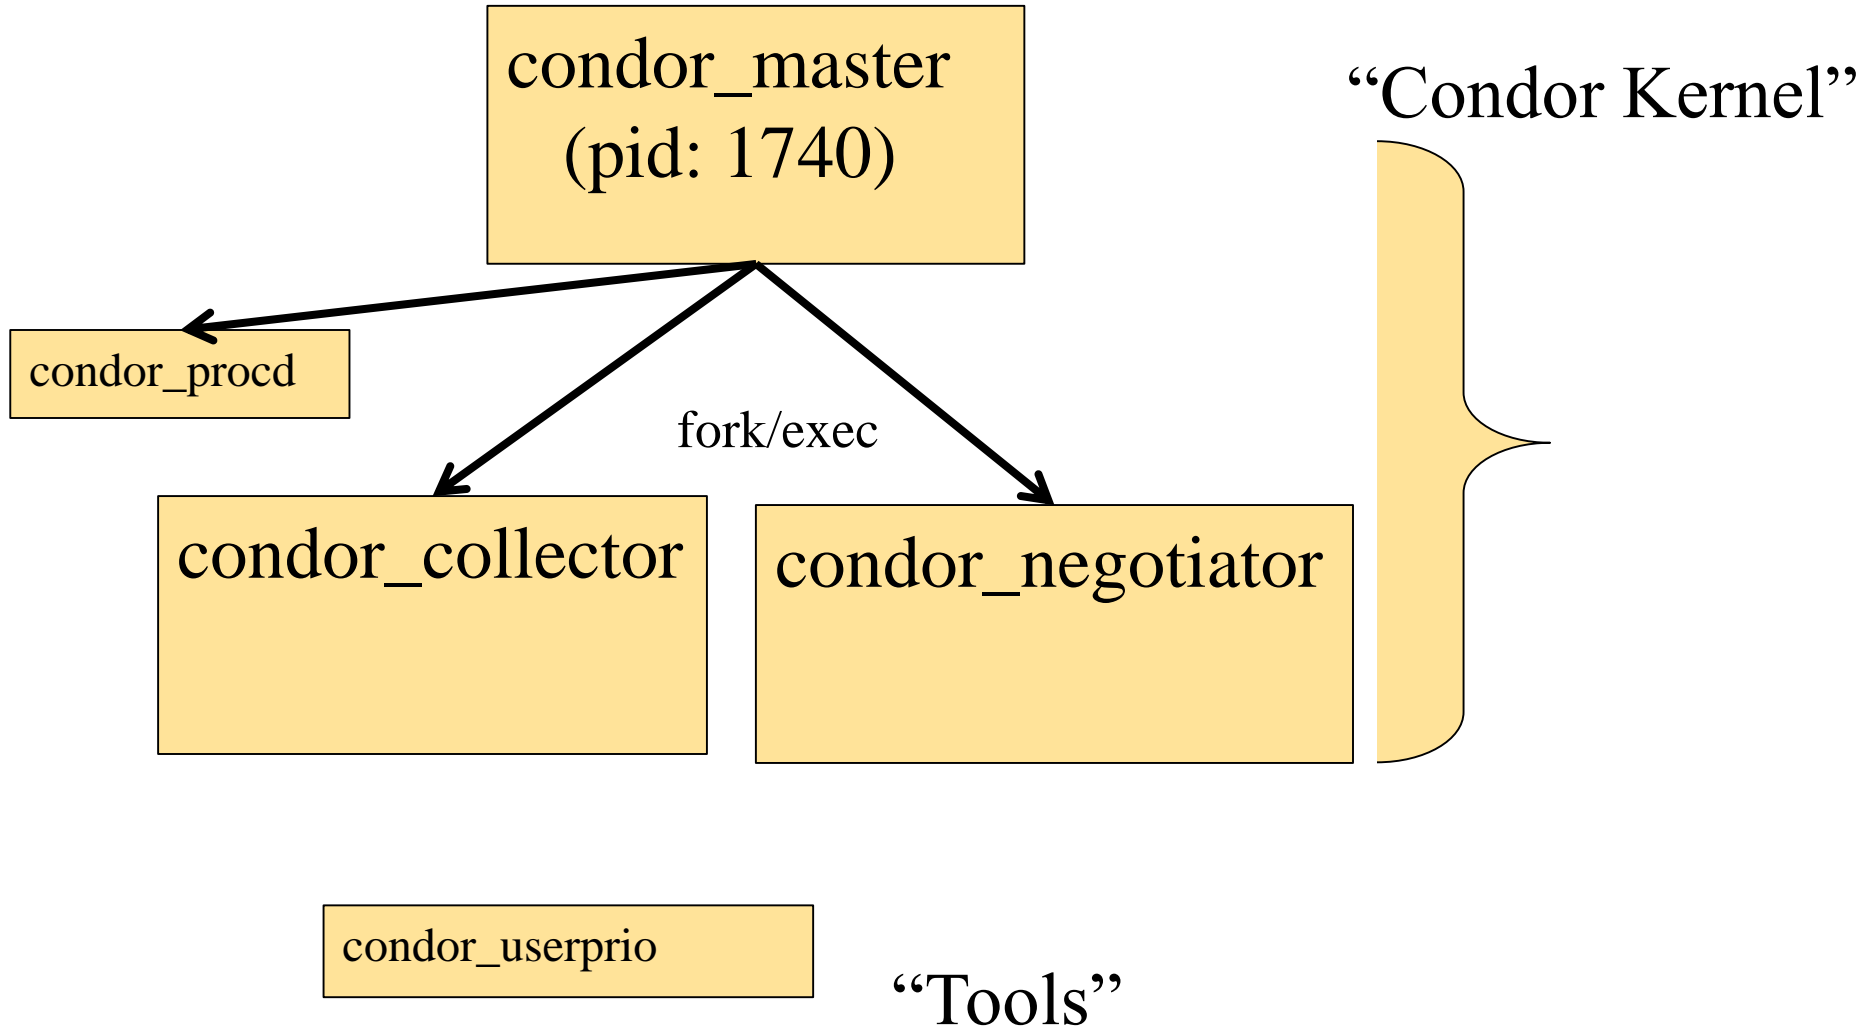 condor_master
(pid: 1740)
“Condor Kernel”
condor_procd
fork/exec
condor_collector
condor_negotiator
condor_userprio
“Tools”